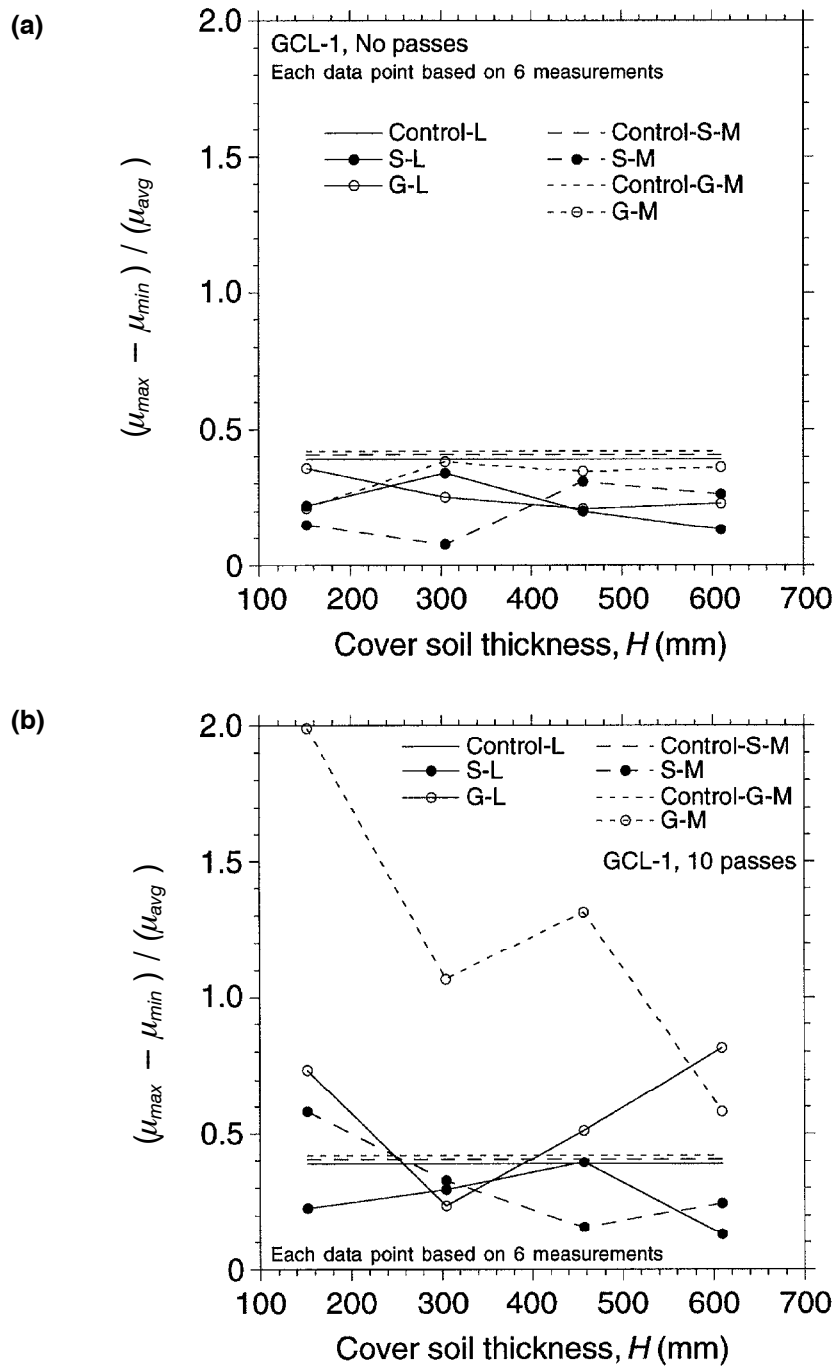 (a)
2.0
GCL-1, No passes
Each data point based on 6 measurements
Control-L
S-L
G-L
Control-S-M
S-M
Control-G-M
G-M
1.5
1.0
0.5
0
(μmax − μmin) / (μavg)
100 200 300 400 500 600 700
Cover soil thickness, H (mm)
(b)
2.0
Control-L
S-L
G-L
Control-S-M
S-M
Control-G-M
G-M
GCL-1, 10 passes
1.5
1.0
0.5
0
(μmax − μmin) / (μavg)
Each data point based on 6 measurements
100 200 300 400 500 600 700
Cover soil thickness, H (mm)